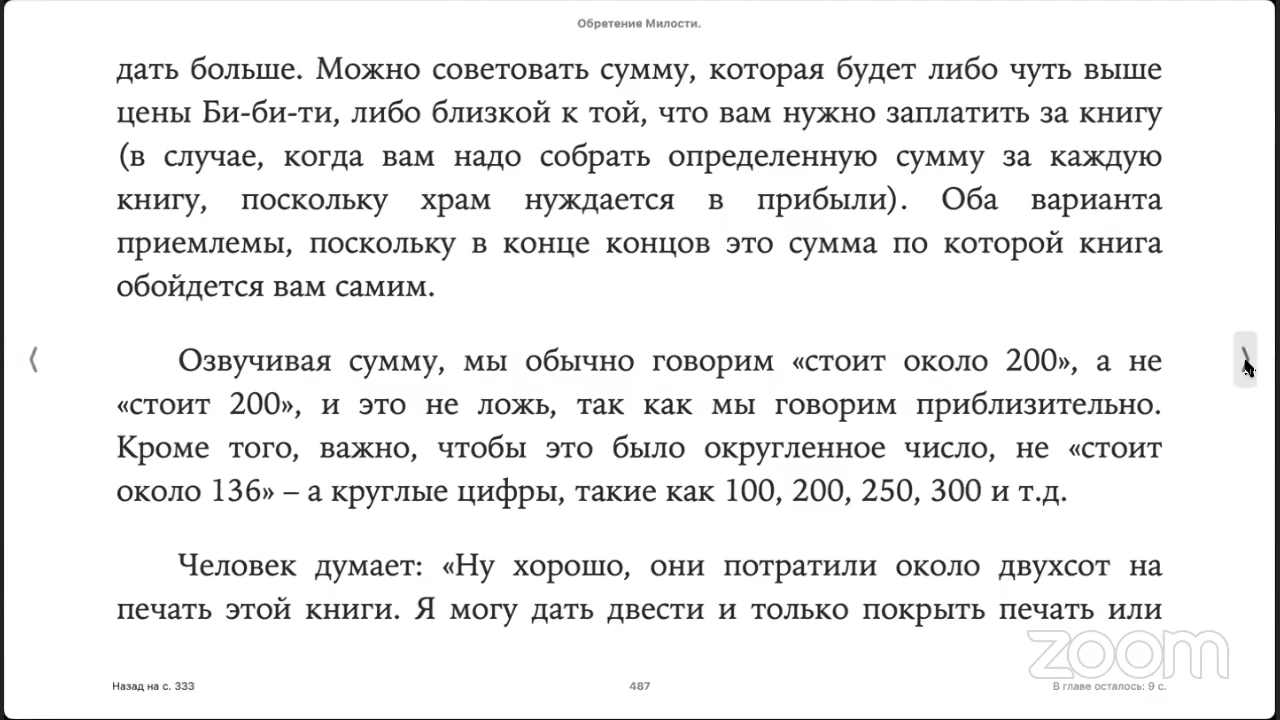 Обретение Милости.
дать больше. Можно советовать сумму, которая будет либо чуть выше
цены Би-би-ти, либо близкой к той, что вам нужно заплатить за книгу
(в случае, когда вам надо собрать определенную сумму за каждую
книгу, поскольку храм нуждается в прибыли). Оба варианта
приемлемы, поскольку в конце концов это сумма по которой книга
обойдется вам самим.
Озвучивая сумму, мы обычно говорим «стоит около 200», а не
«стоит 200», и это не ложь, так как мы говорим приблизительно.
Кроме того, важно, чтобы это было округленное число, не «стоит
около 136» – а круглые цифры, такие как 100, 200, 250, 300 и т.д.
Человек думает: «Ну хорошо, они потратили около двухсот на
печать этой книги. Я могу дать двести и только покрыть печать или
zoom
Назад на с. 333
487
В главе осталось: 9 с.